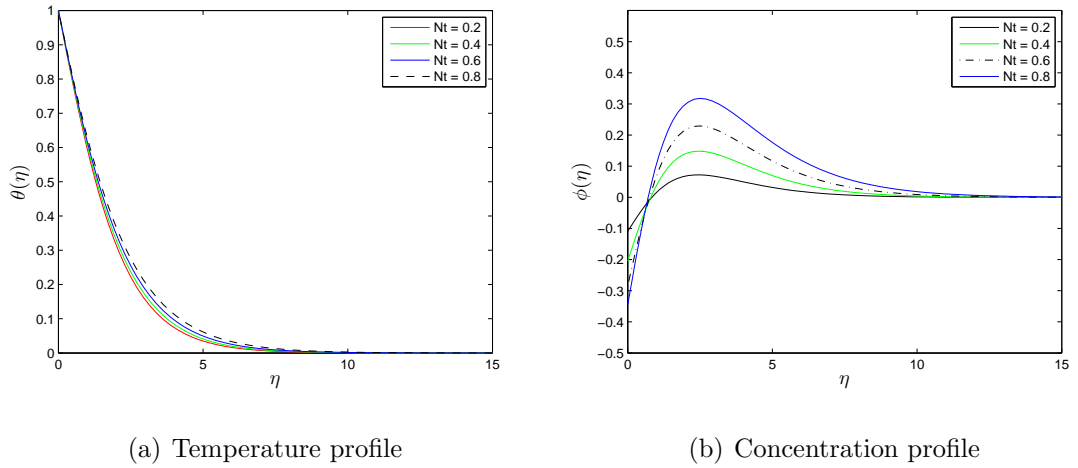 1
0.9
0.8
0.7
0.6
0.5
0.4
0.3
0.2
0.1
0
θ(η)
0 5 10 15
η
Nt = 0.2
Nt = 0.4
Nt = 0.6
Nt = 0.8
(a) Temperature profile
0.5
0.4
0.3
0.2
0.1
0
−0.1
−0.2
−0.3
−0.4
−0.5
ϕ(η)
0 5 10 15
η
Nt = 0.2
Nt = 0.4
Nt = 0.6
Nt = 0.8
(b) Concentration profile